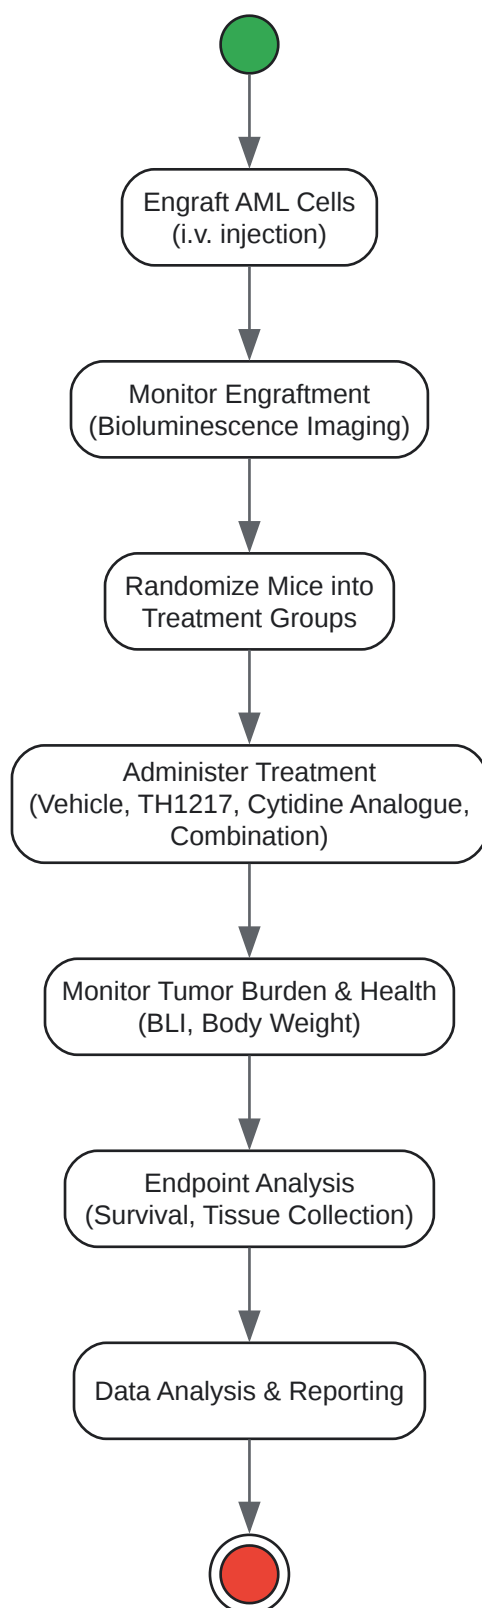 Engraft AML Cells
(i.v. injection)
Monitor Engraftment
(Bioluminescence Imaging)
Randomize Mice into
Treatment Groups
Administer Treatment
(Vehicle, TH1217, Cytidine Analogue,
Combination)
Monitor Tumor Burden & Health
(BLI, Body Weight)
Endpoint Analysis
(Survival, Tissue Collection)
Data Analysis & Reporting